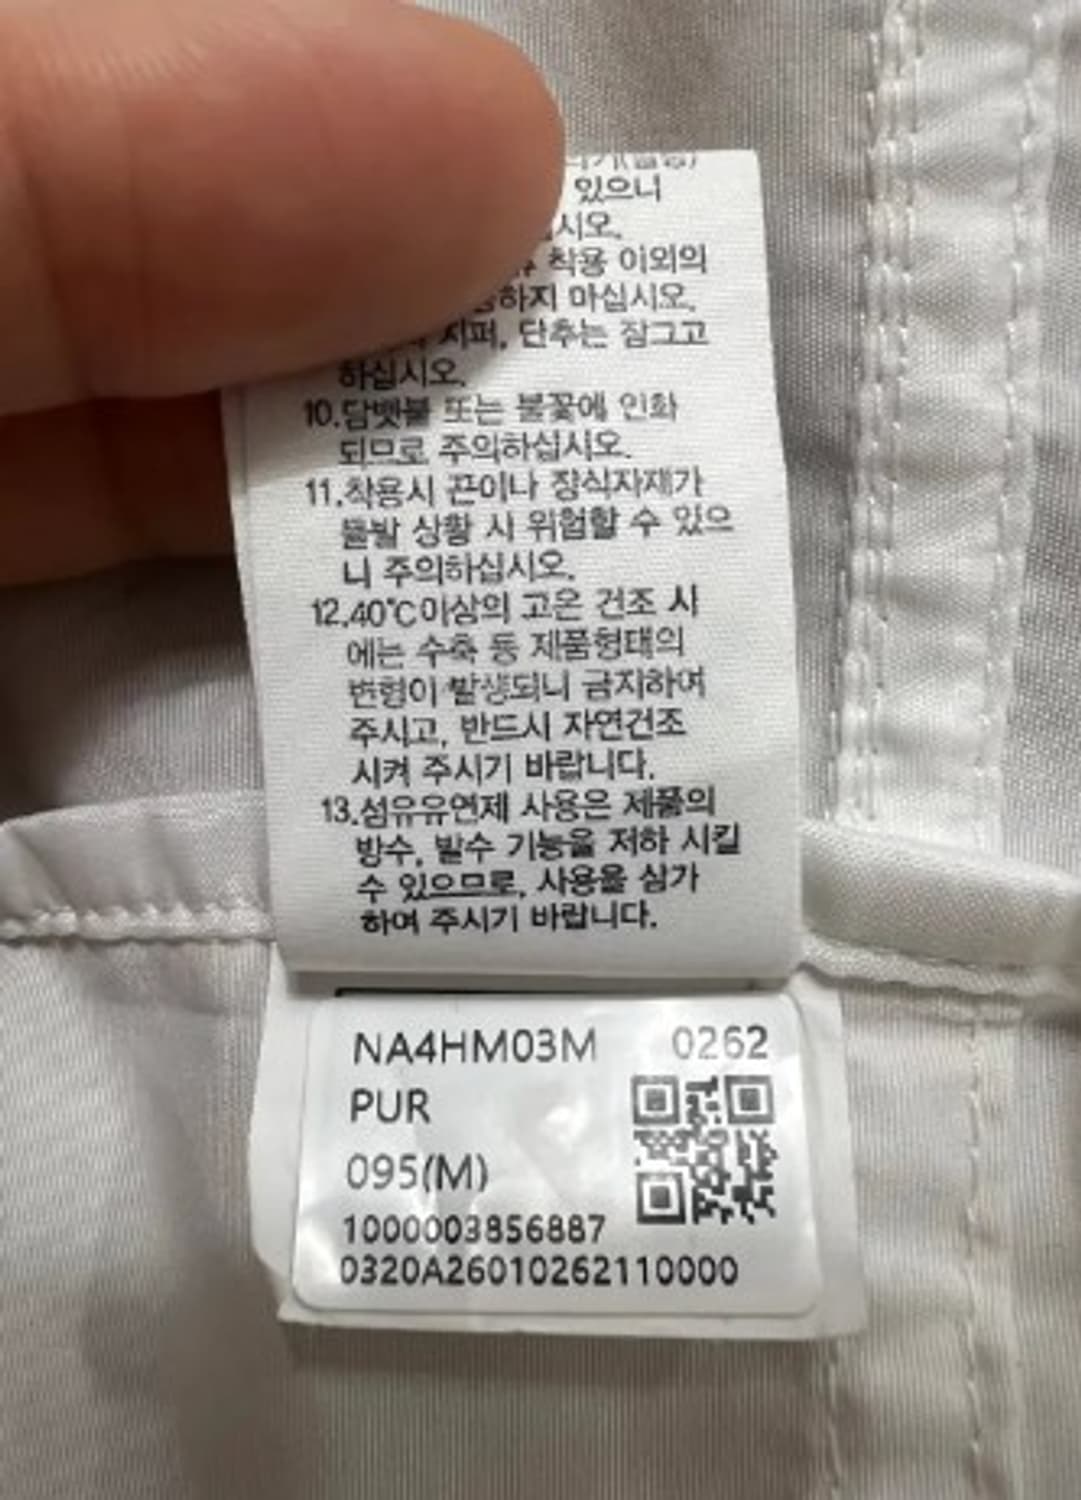 있으니
시오.
착용 이외의
하지 마십시오.
지퍼, 단추는 잠그고
하십시오.
10.담뱃불 또는 불꽃에 인화
되므로 주의하십시오.
11.착용시 끈이나 장식자재가
돌발 상황 시 위험할 수 있으
니 주의하십시오.
12.40℃이상의 고온 건조 시
에는 수축 등 제품형태의
변형이 발생되니 금지하여
주시고, 반드시 자연건조
시켜 주시기 바랍니다.
13.섬유유연제 사용은 제품의
방수, 발수 기능을 저하 시킬
수 있으므로, 사용을 삼가
하여 주시기 바랍니다.
NA4HM03M 0262
PUR
095(M)
1000003856887
0320A26010262110000